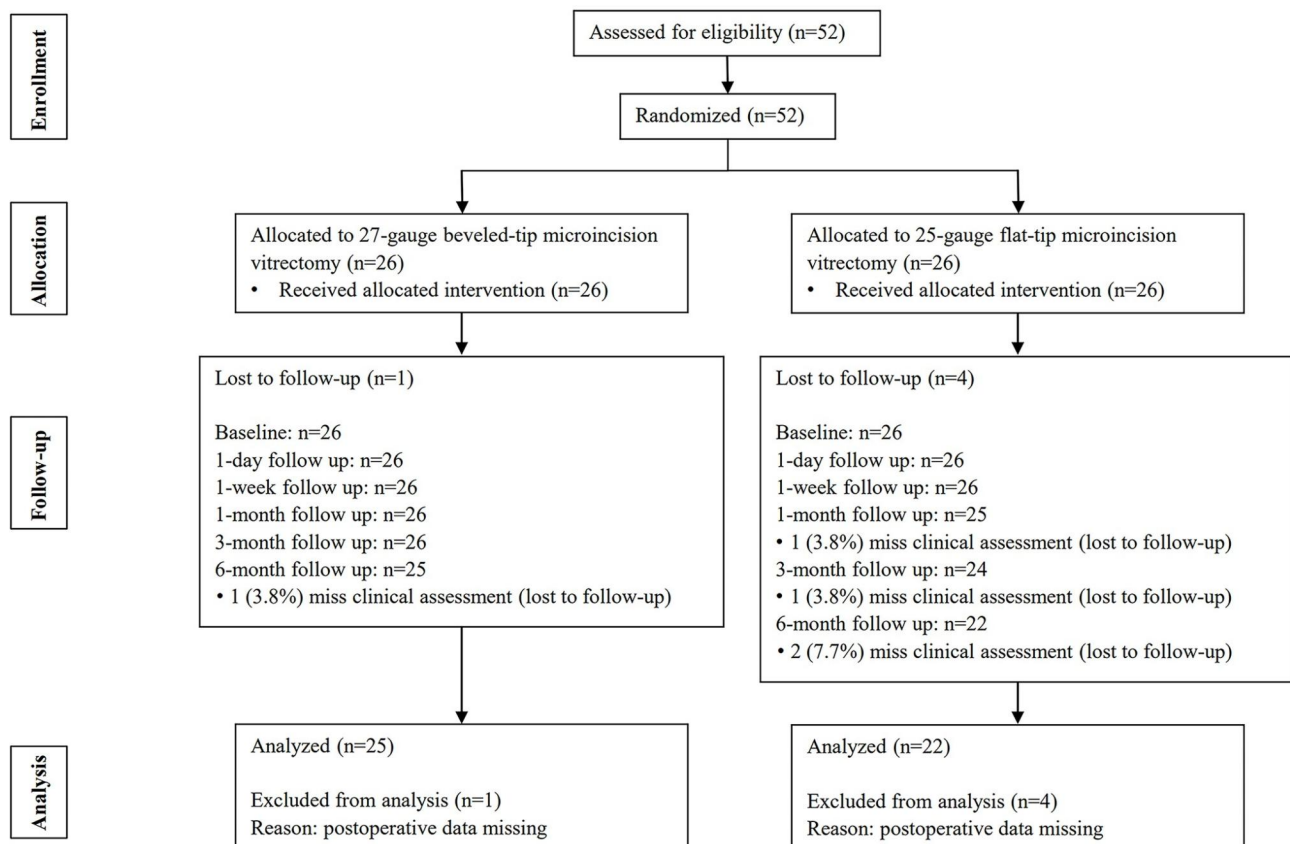 Enrollment
Assessed for eligibility (n=52)
Randomized (n=52)
Allocation
Allocated to 27-gauge beveled-tip microincision
vitrectomy (n=26)
• Received allocated intervention (n=26)
Allocated to 25-gauge flat-tip microincision
vitrectomy (n=26)
• Received allocated intervention (n=26)
Follow-up
Lost to follow-up (n=1)
Baseline: n=26
1-day follow up: n=26
1-week follow up: n=26
1-month follow up: n=26
3-month follow up: n=26
6-month follow up: n=25
• 1 (3.8%) miss clinical assessment (lost to follow-up)
Lost to follow-up (n=4)
Baseline: n=26
1-day follow up: n=26
1-week follow up: n=26
1-month follow up: n=25
• 1 (3.8%) miss clinical assessment (lost to follow-up)
3-month follow up: n=24
• 1 (3.8%) miss clinical assessment (lost to follow-up)
6-month follow up: n=22
• 2 (7.7%) miss clinical assessment (lost to follow-up)
Analysis
Analyzed (n=25)
Excluded from analysis (n=1)
Reason: postoperative data missing
Analyzed (n=22)
Excluded from analysis (n=4)
Reason: postoperative data missing